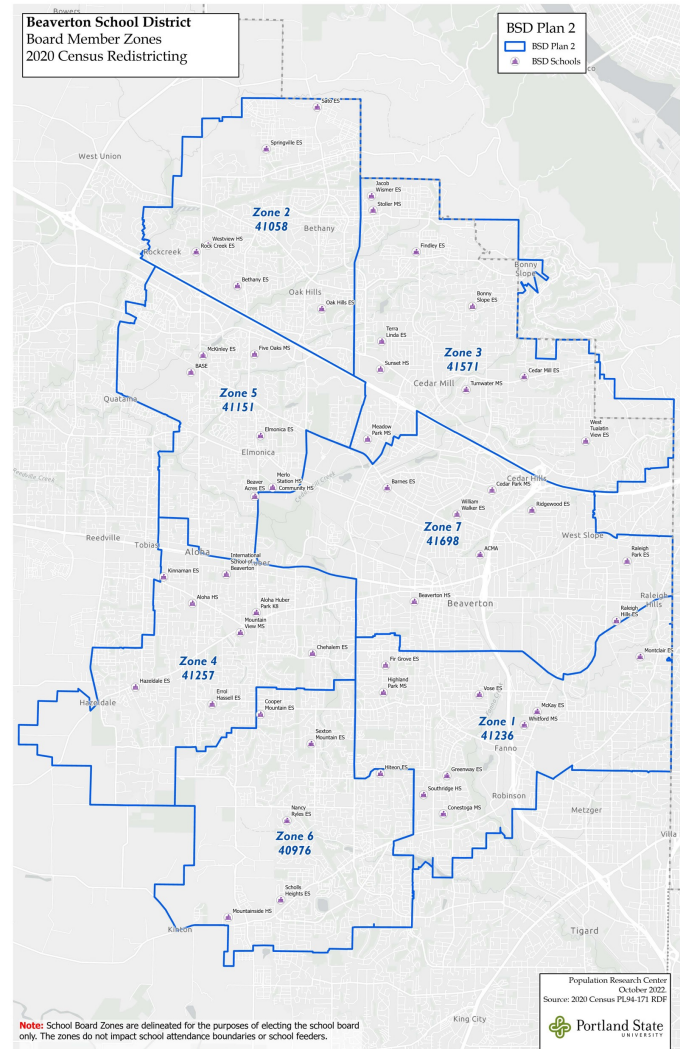 Beaverton School District
Board Member Zones
2020 Census Redistricting
BSD Plan 2
BSD Plan 2
BSD Schools
Bowers
co
Sato ES
Springville ES
West Union
Jacob
Wismer ES
Stoller MS
Zone 2
41058
Bethany
Westview HS
Rock Creek ES
Rockcreek
Findley ES
Bonny
Slope
Bethany ES
Oak Hills
Oak Hills ES
Bonny
Slope ES
Terra
Linda ES
McKinley ES
Five Oaks MS
BASE
Sunset HS
Zone 3
41571
Cedar Mill
Cedar Mill ES
Tumwater MS
Zone 5
41151
Quatama
Elmonica ES
Elmonica
Meadow
Park MS
West
Tualatin
View ES
Merlo
Station HS
Community HS
Beaver
Acres ES
Barnes ES
Cedar Hills
Cedar Park MS
William
Walker ES
Ridgewood ES
Zone 7
41698
West Slope
Reedville
Tobias
Aloha
International
School of
Beaverton
ACMA
Raleigh
Park ES
Kinnaman ES
Aloha HS
Aloha Huber
Park K8
Mountain
View MS
Beaverton HS
Beaverton
Raleigh
Hills
Raleigh
Hills ES
Chehalem ES
Montclair ES
Zone 4
41257
Fir Grove ES
Highland
Park MS
Hazeldale ES
Hazeldale
Errol
Hassell ES
Cooper
Mountain ES
Vose ES
McKay ES
Whitford MS
Zone 1
41236
Fanno
Sexton
Mountain ES
Hiteon ES
Greenway ES
Southridge HS
Robinson
Conestoga MS
Metzger
Nancy
Ryles ES
Zone 6
40976
Villa
Scholls
Heights ES
Mountainside HS
Kinton
Tigard
King City
Population Research Center
October 2022.
Source: 2020 Census PL94-171 RDF
Portland State
UNIVERSITY
Note: School Board Zones are delineated for the purposes of electing the school board
only. The zones do not impact school attendance boundaries or school feeders.